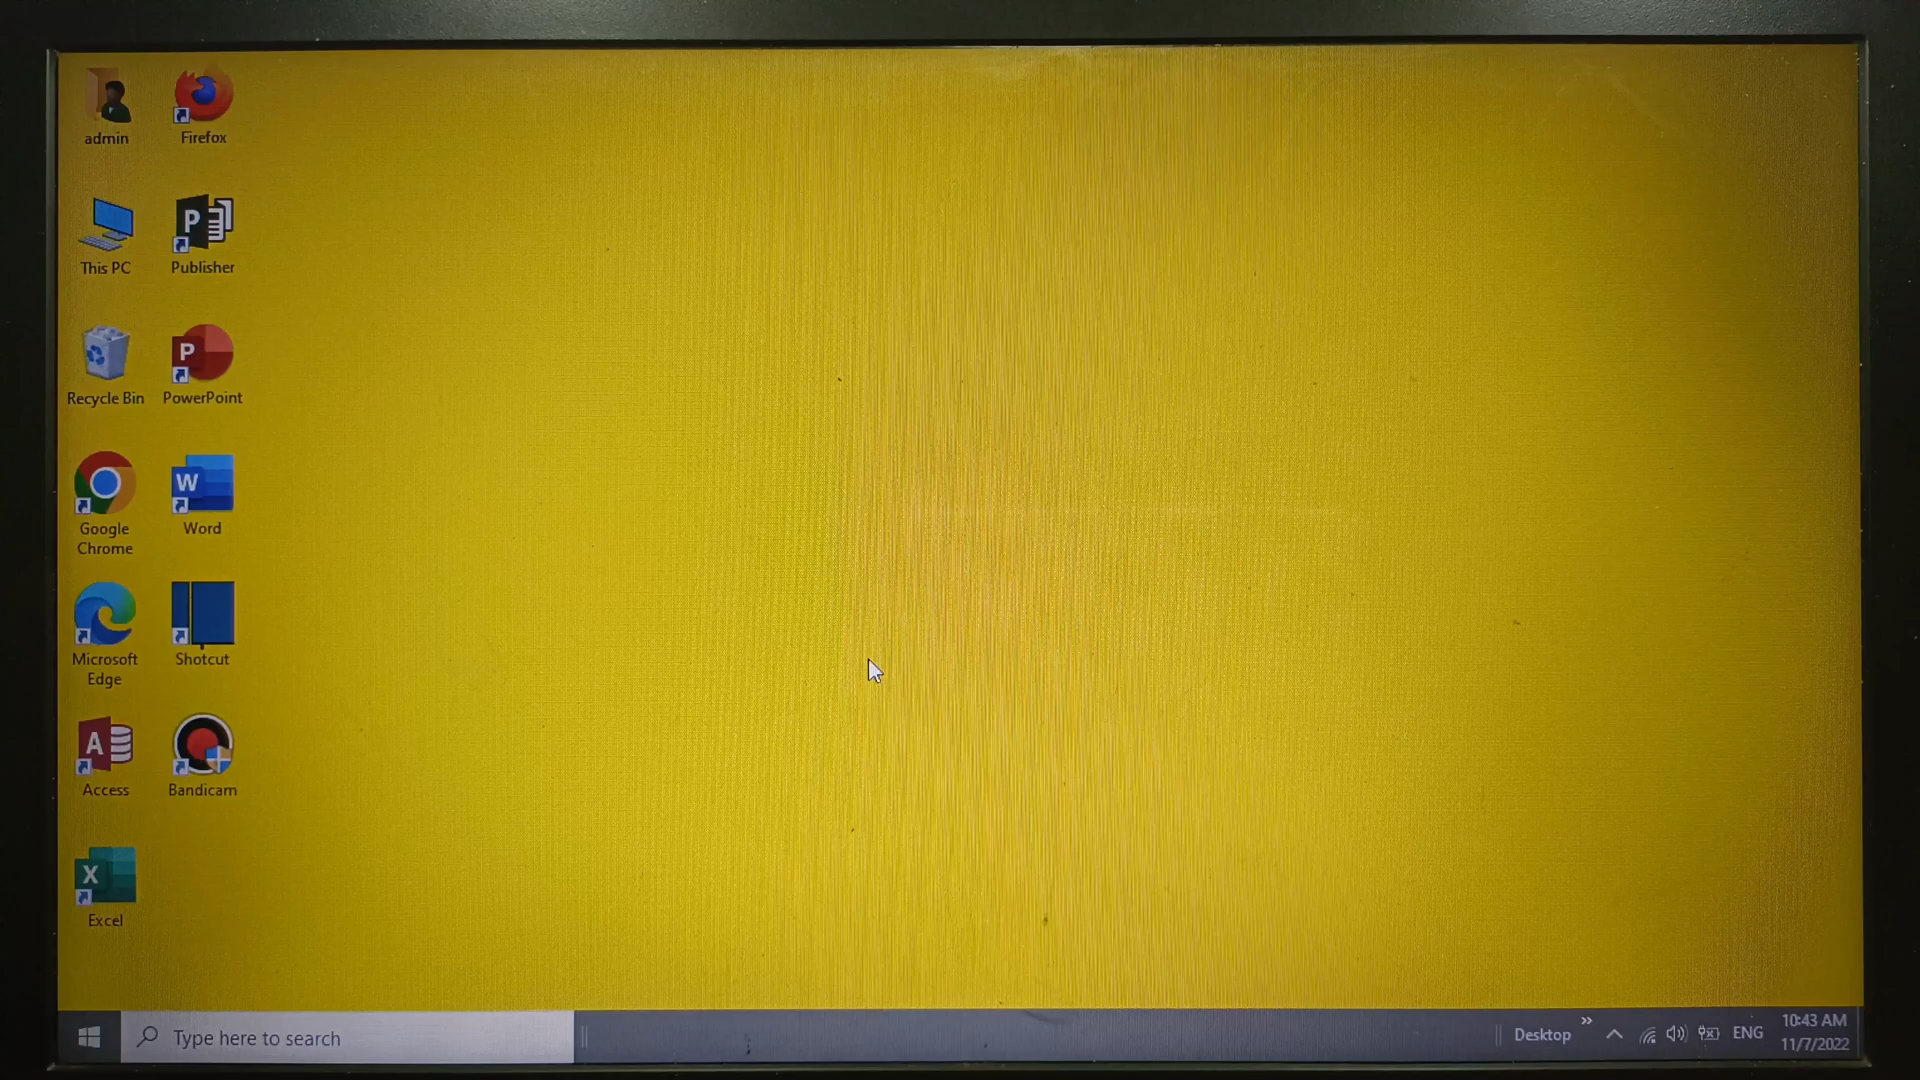 admin
Firefox
This PC
Publisher
Recycle Bin
PowerPoint
Google
Chrome
Word
Microsoft
Edge
Shotcut
Access
Bandicam
Excel
Type here to search
Desktop
ENG
10:43 AM
11/7/2022